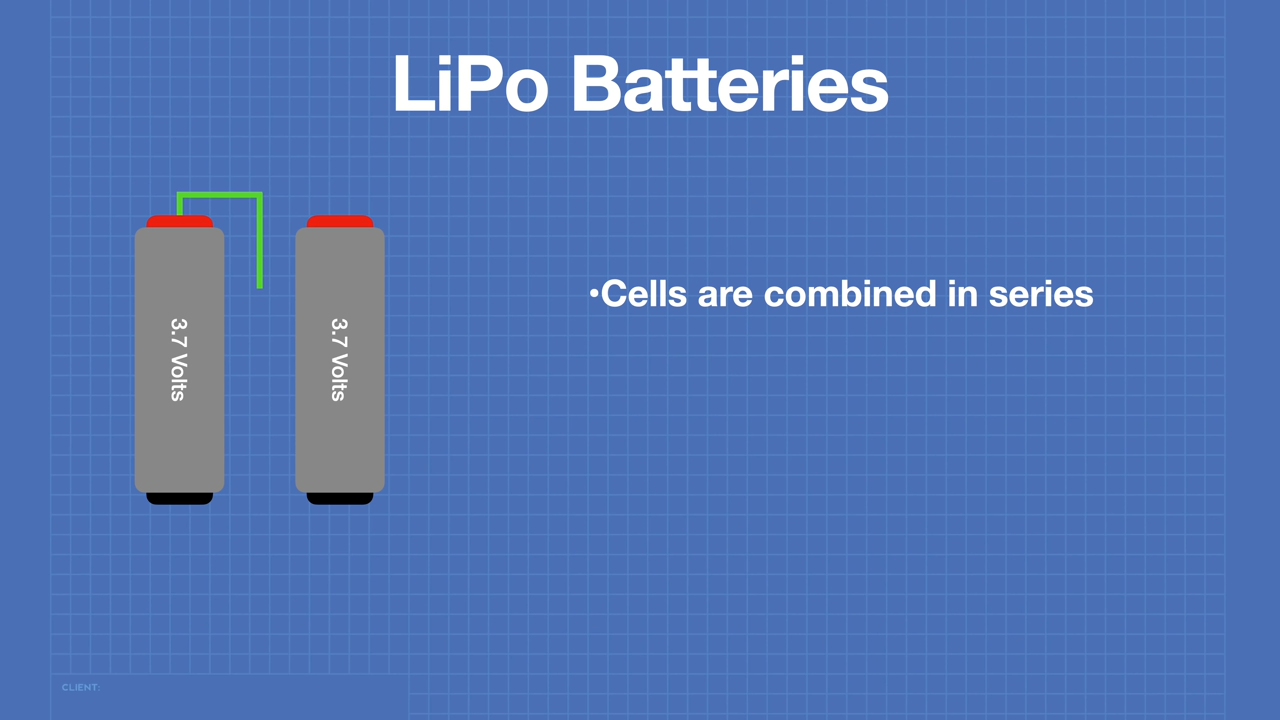 LiPo Batteries
3.7 Volts
3.7 Volts
•Cells are combined in series
CLIENT: